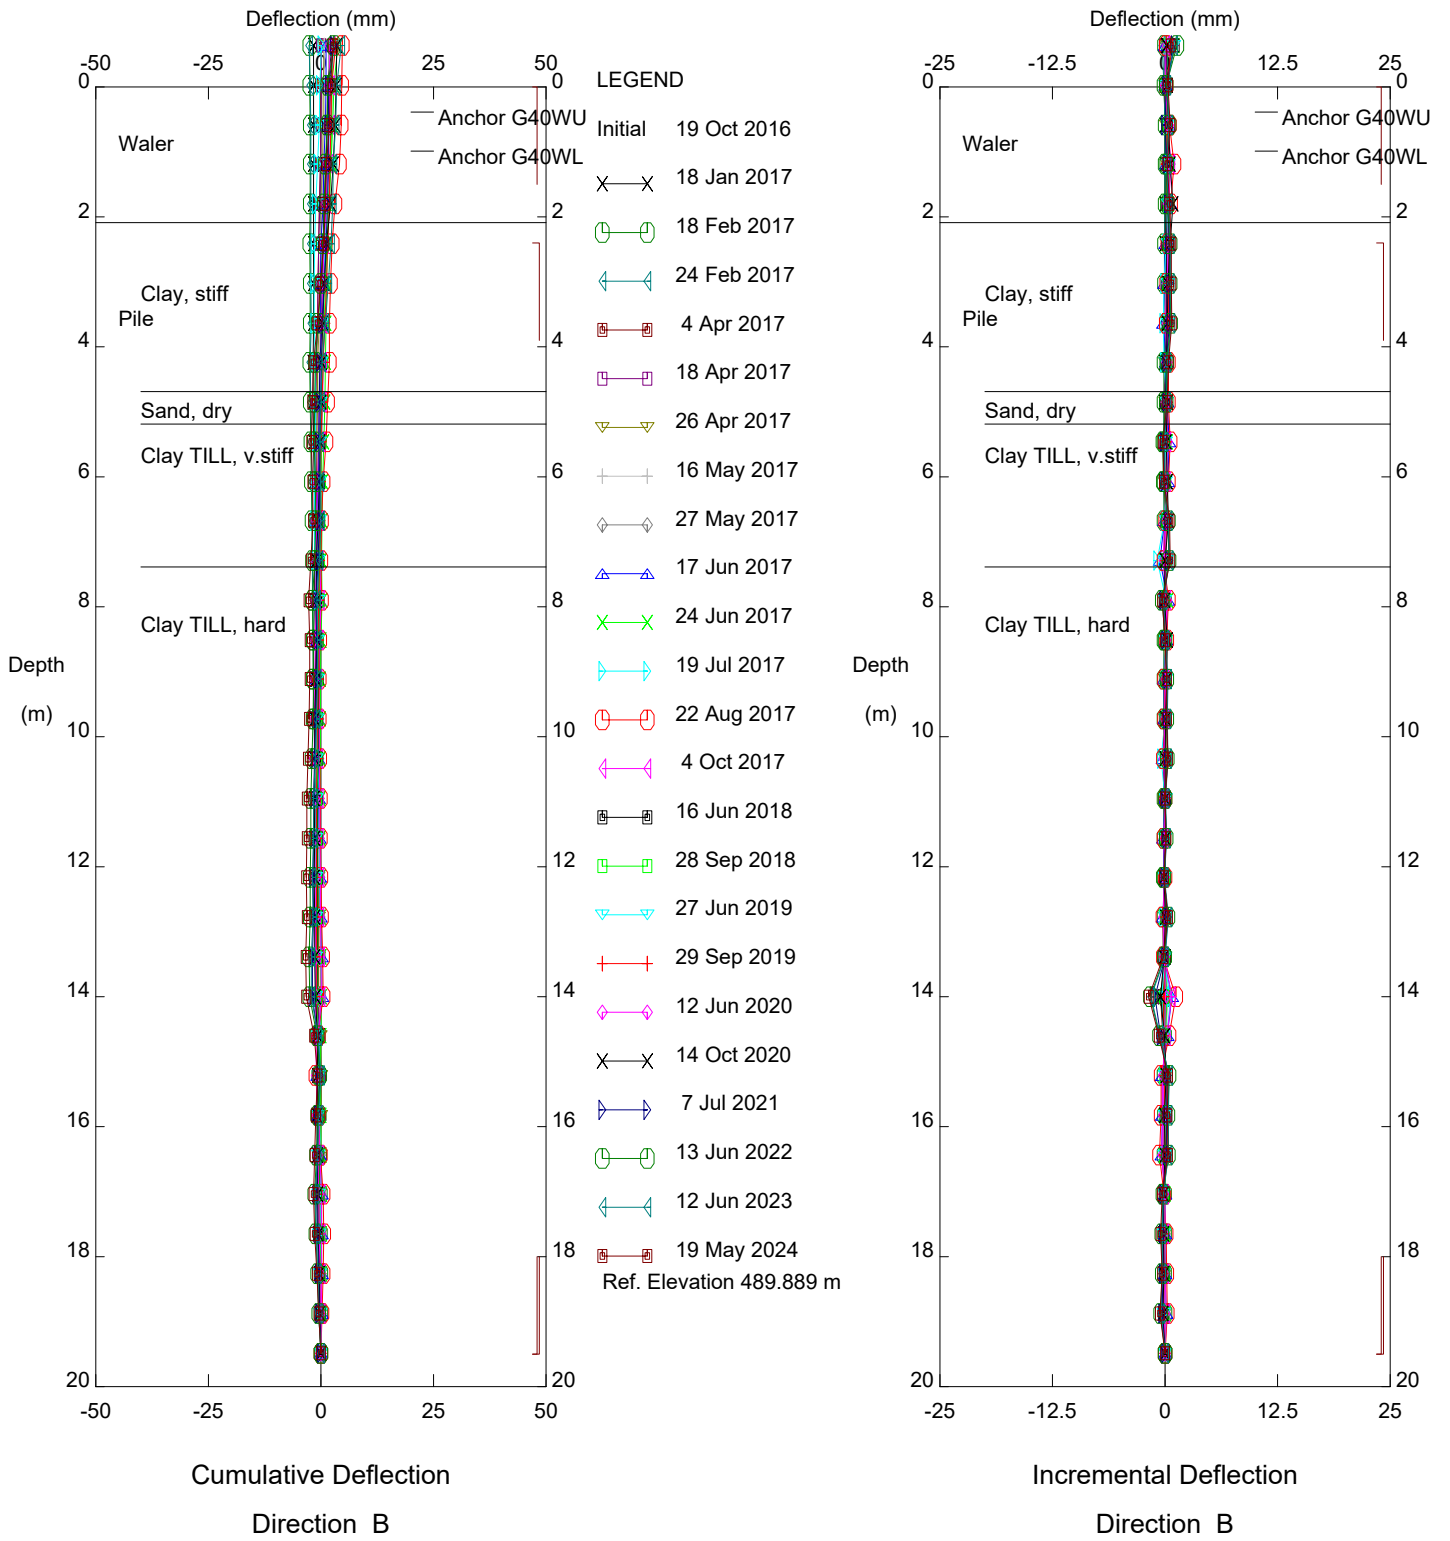 Deflection (mm)
-50 -25 0 25 50
0 0
Anchor G40WU
Waler
Anchor G40WL
2 2
Clay, stiff
Pile
4 4
Sand, dry
Clay TILL, v.stiff
6 6
8 8
Clay TILL, hard
Depth
(m)
10 10
12 12
14 14
16 16
18 18
20 20
-50 -25 0 25 50
Cumulative Deflection
Direction B
LEGEND
Initial 19 Oct 2016
18 Jan 2017
18 Feb 2017
24 Feb 2017
4 Apr 2017
18 Apr 2017
26 Apr 2017
16 May 2017
27 May 2017
17 Jun 2017
24 Jun 2017
19 Jul 2017
22 Aug 2017
4 Oct 2017
16 Jun 2018
28 Sep 2018
27 Jun 2019
29 Sep 2019
12 Jun 2020
14 Oct 2020
7 Jul 2021
13 Jun 2022
12 Jun 2023
19 May 2024
Ref. Elevation 489.889 m
Deflection (mm)
-25 -12.5 0 12.5 25
0 0
Anchor G40WU
Waler
Anchor G40WL
2 2
Clay, stiff
Pile
4 4
Sand, dry
Clay TILL, v.stiff
6 6
8 8
Clay TILL, hard
Depth
(m)
10 10
12 12
14 14
16 16
18 18
20 20
-25 -12.5 0 12.5 25
Incremental Deflection
Direction B